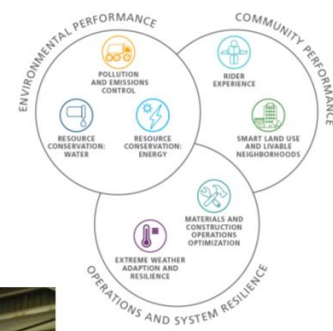 ENVIRONMENTAL PERFORMANCE
COMMUNITY PERFORMANCE
POLLUTION
AND EMISSIONS
CONTROL
RIDER
EXPERIENCE
RESOURCE
CONSERVATION:
WATER
RESOURCE
CONSERVATION:
ENERGY
SMART LAND USE
AND LIVABLE
NEIGHBORHOODS
MATERIALS AND
CONSTRUCTION
OPERATIONS
OPTIMIZATION
EXTREME WEATHER
ADAPTION AND
RESILIENCE
OPERATIONS AND SYSTEM RESILIENCE